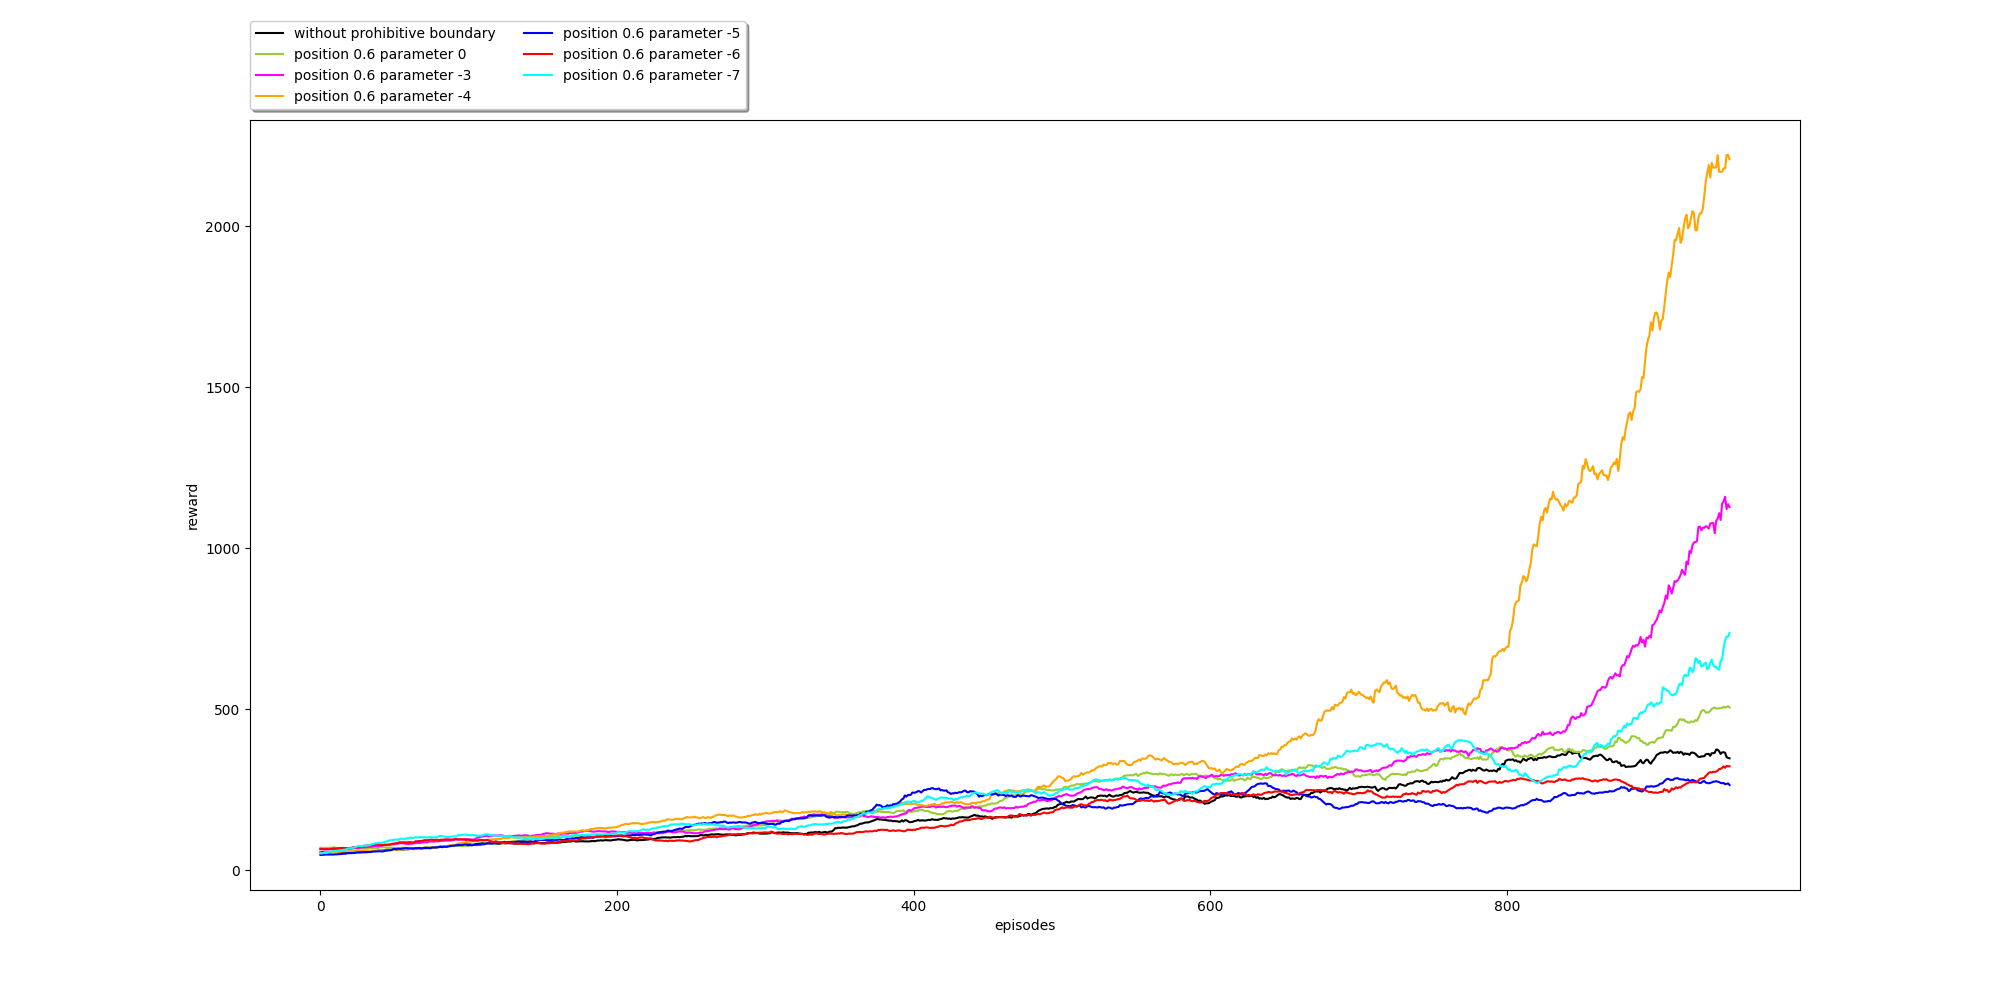 without prohibitive boundary
position 0.6 parameter 0
position 0.6 parameter -3
position 0.6 parameter -4
position 0.6 parameter -5
position 0.6 parameter -6
position 0.6 parameter -7
2000
1500
1000
500
0
reward
0 200 400 600 800
episodes